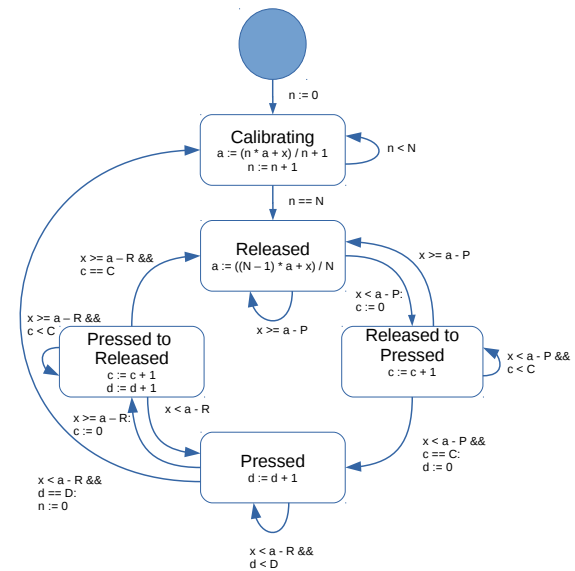 n := 0
Calibrating
a := (n * a + x) / n + 1
n := n + 1
n < N
n == N
Released
a := ((N – 1) * a + x) / N
x >= a – R &&
c == C
x >= a - P
x < a - P:
c := 0
x >= a - P
x >= a – R &&
c < C
Pressed to
Released
c := c + 1
d := d + 1
Released to
Pressed
c := c + 1
x < a - P &&
c < C
x < a - R
x >= a – R:
c := 0
x < a - P &&
c == C:
d := 0
Pressed
d := d + 1
x < a - R &&
d == D:
n := 0
x < a - R &&
d < D